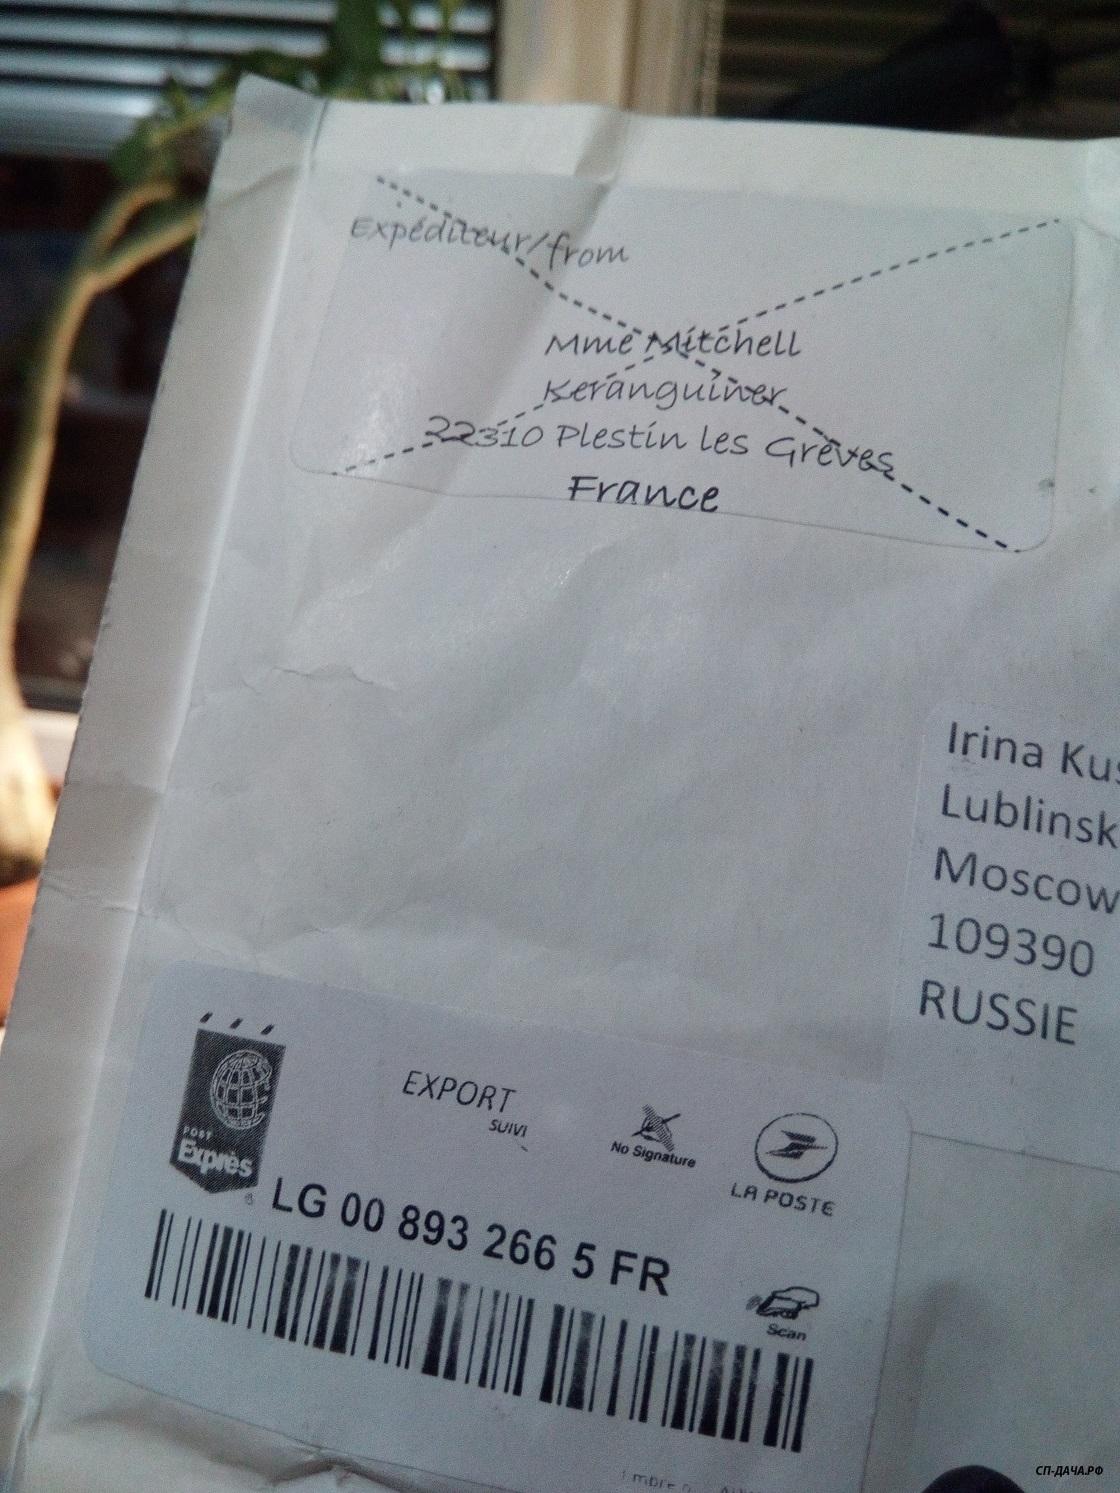 Expéditeur/from
Mme Mitchell
Keranguiner
22310 Plestin les Grèves
France
Irina Kus
Lublinsk
Moscow
109390
RUSSIE
EXPORT
SUIVI
No Signature
LA POSTE
POST
Exprès
LG 00 893 266 5 FR
Scan
СП-ДАЧА.РФ